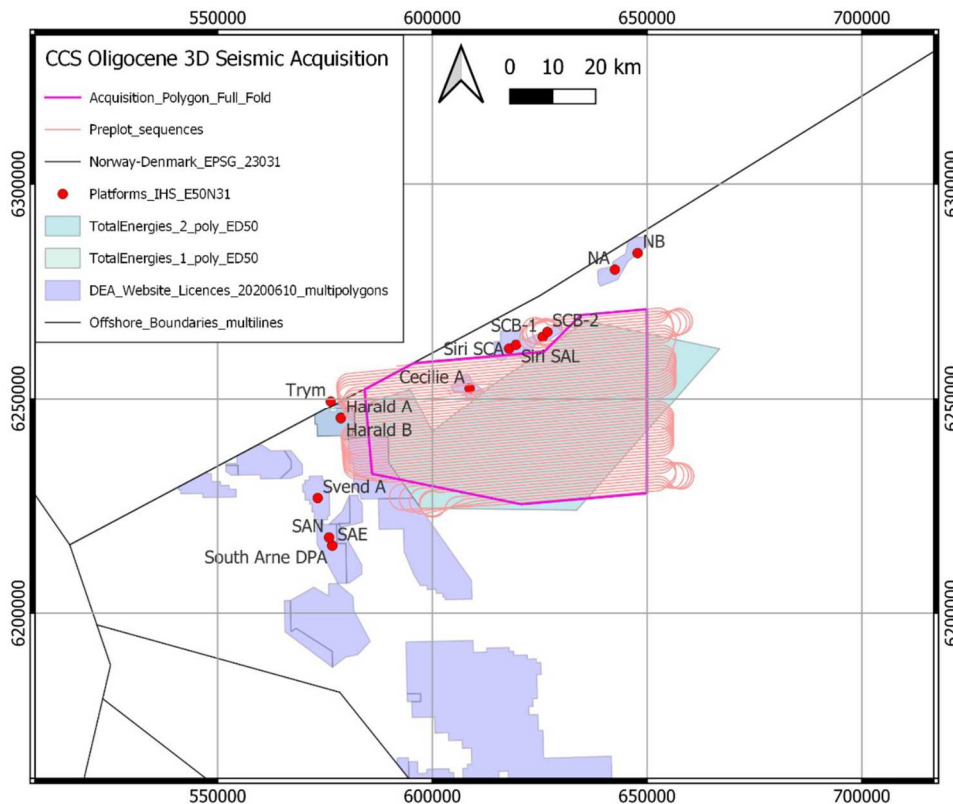 550000 600000 650000 700000
CCS Oligocene 3D Seismic Acquisition
Acquisition_Polygon_Full_Fold
Preplot_sequences
Norway-Denmark_EPSG_23031
Platforms_IHS_E50N31
TotalEnergies_2_poly_ED50
TotalEnergies_1_poly_ED50
DEA_Website_Licences_20200610_multipolygons
Offshore_Boundaries_multilines
0 10 20 km
6300000 6300000
NB
NA
SCB-1 SCB-2
Siri SCA Siri SAL
Cecilie A
Trym
6250000 6250000
Harald A
Harald B
Svend A
SAN SAE
South Arne DPA
6200000 6200000
550000 600000 650000 700000